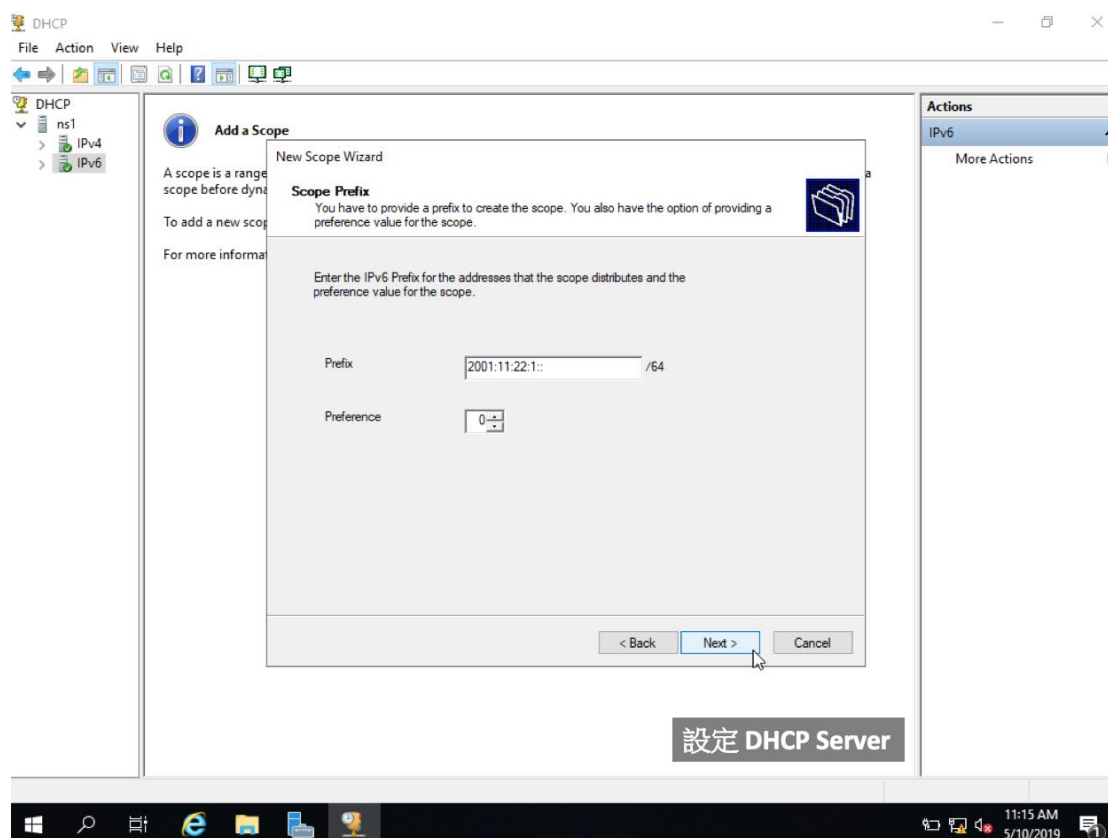 DHCP
File Action View Help
DHCP
ns1
IPv4
IPv6
Add a Scope
A scope is a range
scope before dyna
To add a new scop
For more informat
a
New Scope Wizard
Scope Prefix
You have to provide a prefix to create the scope. You also have the option of providing a
preference value for the scope.
Enter the IPv6 Prefix for the addresses that the scope distributes and the
preference value for the scope.
Prefix 2001:11:22:1:: /64
Preference 0
< Back Next > Cancel
Actions
IPv6
More Actions
設定 DHCP Server
11:15 AM
5/10/2019
1